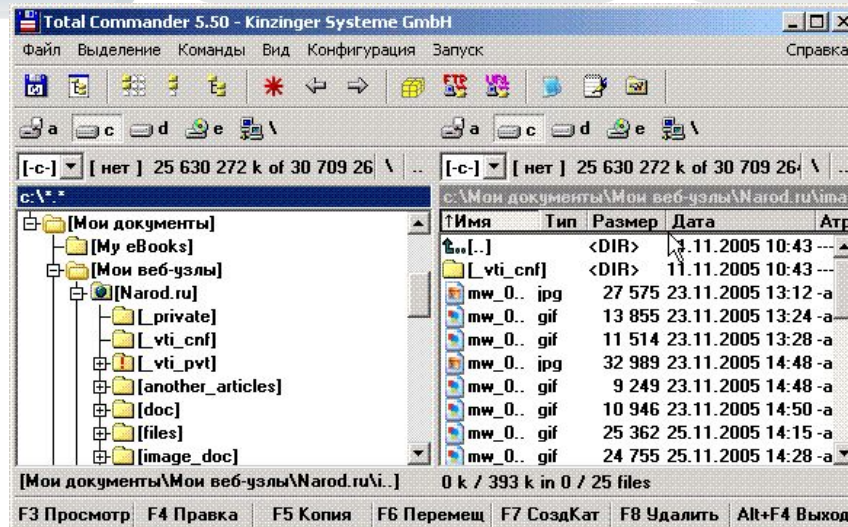 Total Commander 5.50 - Kinzinger Systeme GmbH
Файл Выделение Команды Вид Конфигурация Запуск Справка
a c d e \ a c d e \
[-c-] [ нет ] 25 630 272 k of 30 709 26 \ .. [-c-] [ нет ] 25 630 272 k of 30 709 264 \ ..
c:\*.* c:\Мои документы\Мои веб-узлы\Narod.ru\ima
[Мои документы]
[My eBooks]
[Мои веб-узлы]
[Narod.ru]
[_private]
[_vti_cnf]
[_vti_pvt]
[another_articles]
[doc]
[files]
[image_doc]
↑Имя Тип Размер Дата Атр
[..] <DIR> 11.11.2005 10:43 ---
[_vti_cnf] <DIR> 11.11.2005 10:43 ---
mw_0.. jpg 27 575 23.11.2005 13:12 -a
mw_0.. gif 13 855 23.11.2005 13:24 -a
mw_0.. gif 11 514 23.11.2005 13:28 -a
mw_0.. jpg 32 989 23.11.2005 14:48 -a
mw_0.. gif 9 249 23.11.2005 14:48 -a
mw_0.. gif 10 946 23.11.2005 14:50 -a
mw_0.. gif 25 362 25.11.2005 14:15 -a
mw_0.. gif 24 755 25.11.2005 14:28 -a
[Мои документы\Мои веб-узлы\Narod.ru\i..] 0 k / 393 k in 0 / 25 files
F3 Просмотр F4 Правка F5 Копия F6 Перемещ F7 СоздКат F8 Удалить Alt+F4 Выход